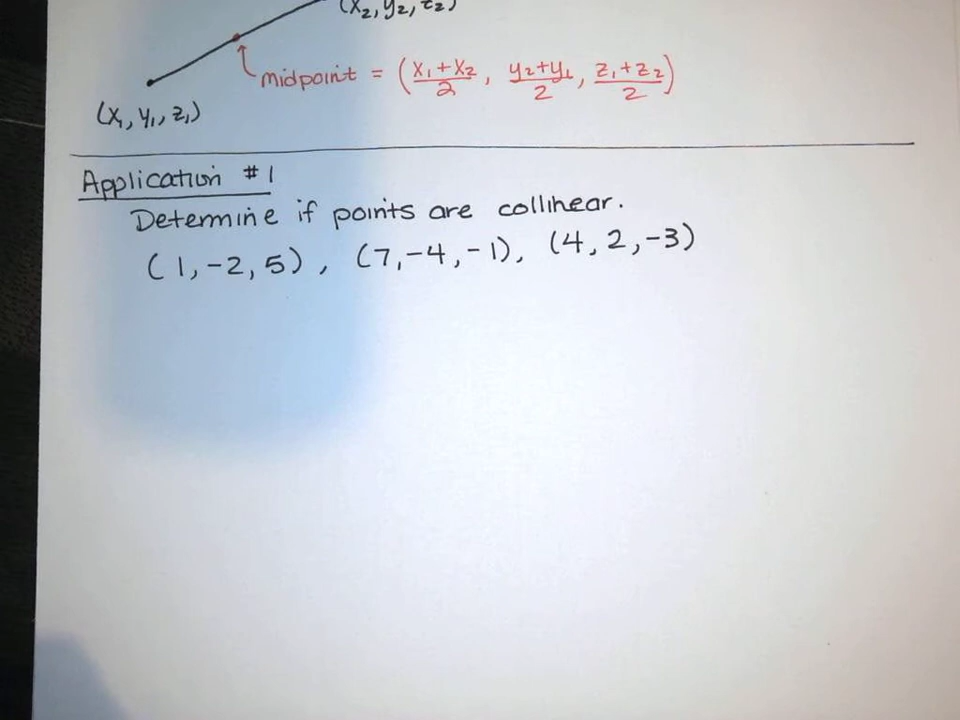 (x₂, y₂, z₂)
midpoint = (x₁+x₂/2, y₂+y₁/2, z₁+z₂/2)
(x₁, y₁, z₁)
Application #1
Determine if points are collinear.
(1,-2,5), (7,-4,-1), (4,2,-3)